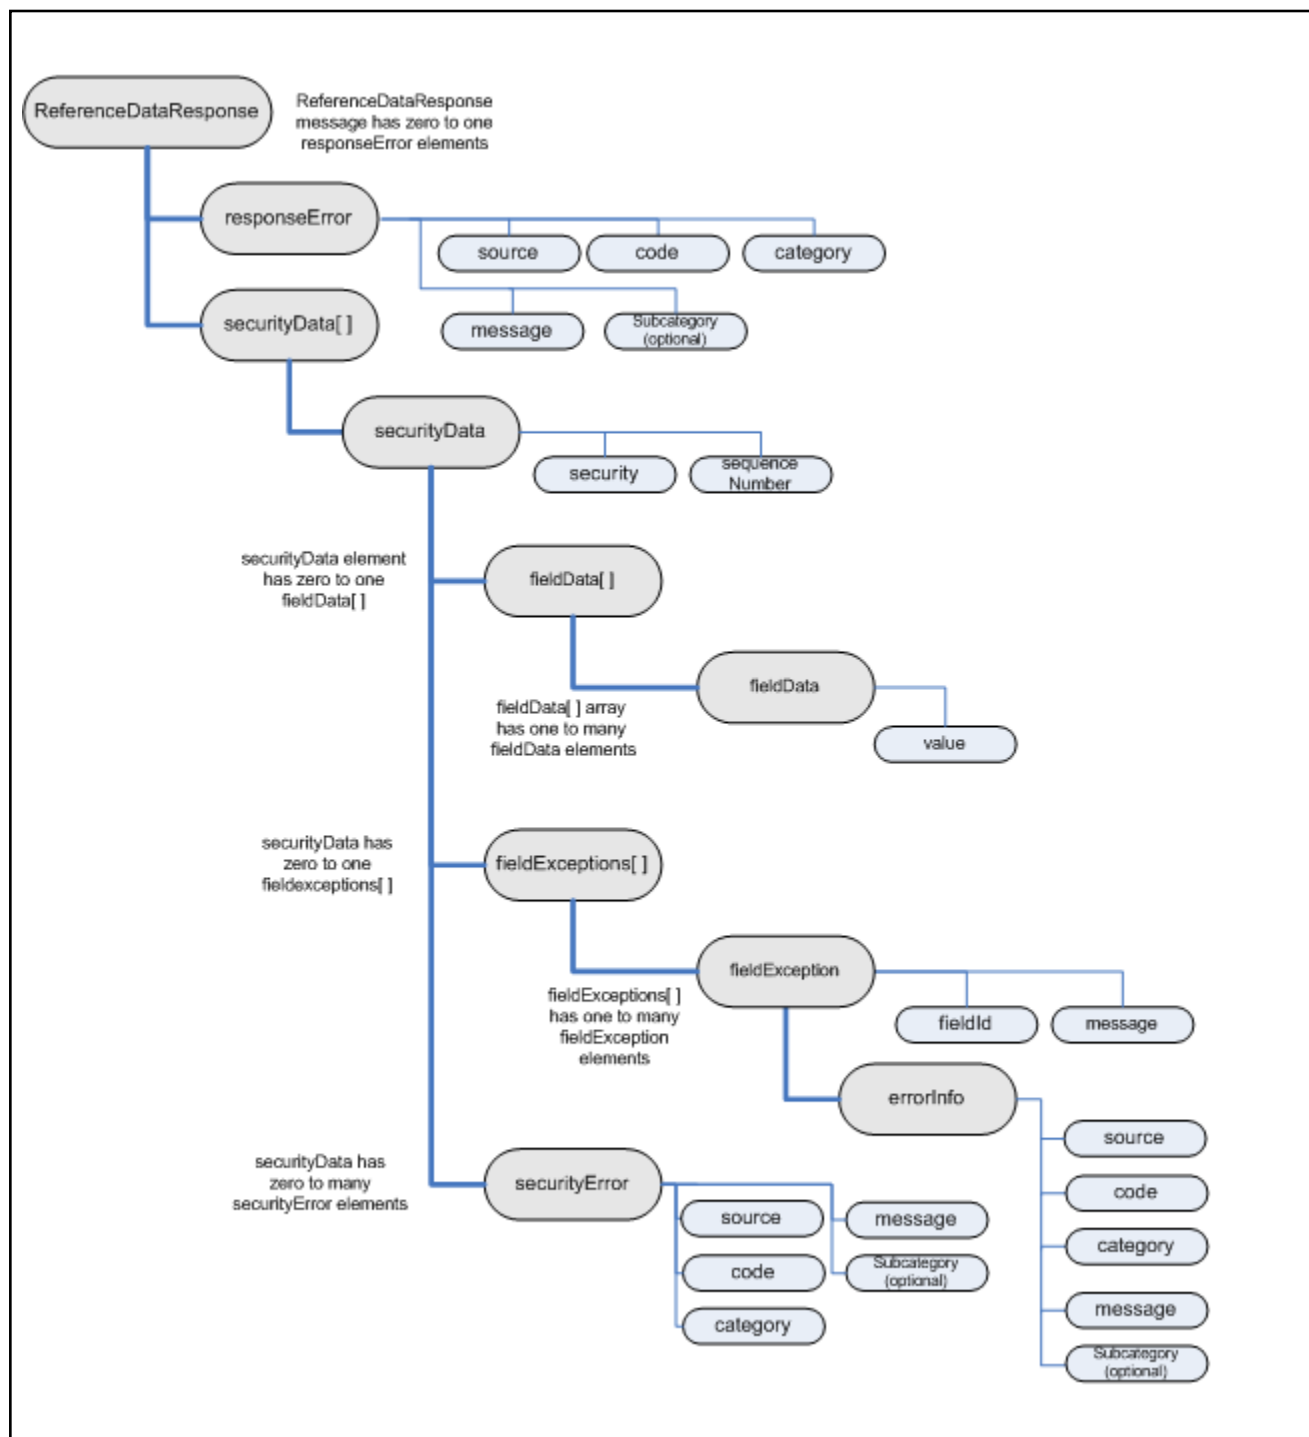 ReferenceDataResponse
ReferenceDataResponse
message has zero to one
responseError elements
responseError
source
code
category
securityData[ ]
message
Subcategory
(optional)
securityData
security
sequence
Number
securityData element
has zero to one
fieldData[ ]
fieldData[ ]
fieldData
fieldData[ ] array
has one to many
fieldData elements
value
securityData has
zero to one
fieldexceptions[ ]
fieldExceptions[ ]
fieldException
fieldExceptions[ ]
has one to many
fieldException
elements
fieldId
message
errorInfo
source
code
category
message
Subcategory
(optional)
securityData has
zero to many
securityError elements
securityError
source
message
code
Subcategory
(optional)
category